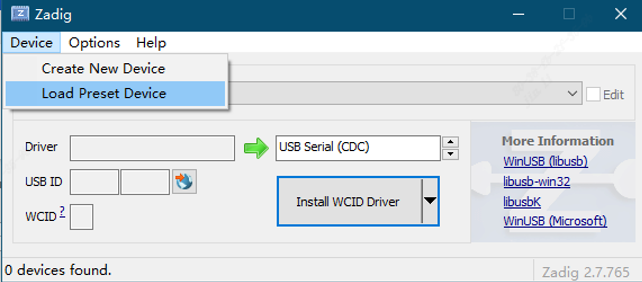 Zadig
Device Options Help
Create New Device
Load Preset Device
Edit
Driver
USB Serial (CDC)
More Information
WinUSB (libusb)
USB ID
libusb-win32
Install WCID Driver
libusbK
WCID ?
WinUSB (Microsoft)
0 devices found.
Zadig 2.7.765